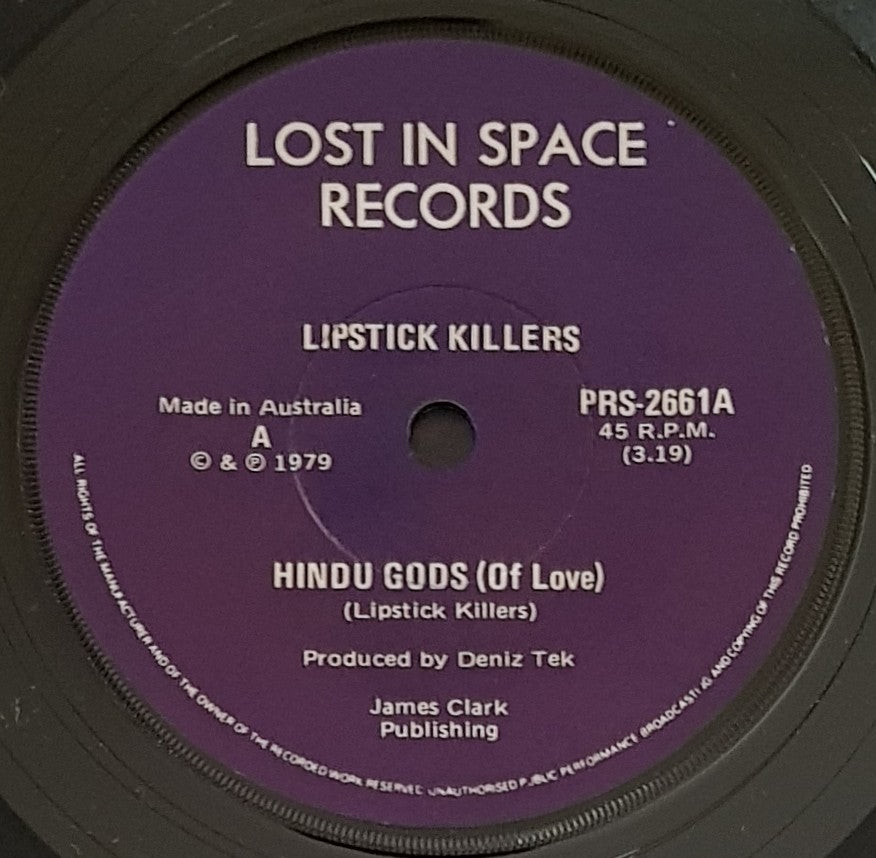 LOST IN SPACE
RECORDS
LIPSTICK KILLERS
Made in Australia
A
© & ℗ 1979
PRS-2661A
45 R.P.M.
(3.19)
HINDU GODS (Of Love)
(Lipstick Killers)
Produced by Deniz Tek
James Clark
Publishing
ALL RIGHTS OF THE MANUFACTURER AND OF THE OWNER OF THE RECORDED WORK RESERVED UNAUTHORISED PUBLIC PERFORMANCE BROADCASTING AND COPYING OF THIS RECORD PROHIBITED